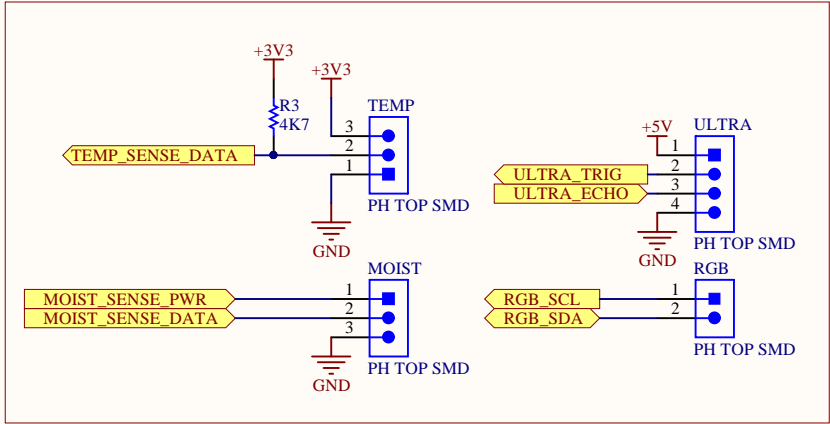 +3V3
+3V3
R3
4K7
TEMP
3
2
1
TEMP_SENSE_DATA
PH TOP SMD
GND
+5V
ULTRA
1
2
3
4
ULTRA_TRIG
ULTRA_ECHO
PH TOP SMD
GND
MOIST
1
2
3
MOIST_SENSE_PWR
MOIST_SENSE_DATA
PH TOP SMD
GND
RGB
1
2
RGB_SCL
RGB_SDA
PH TOP SMD